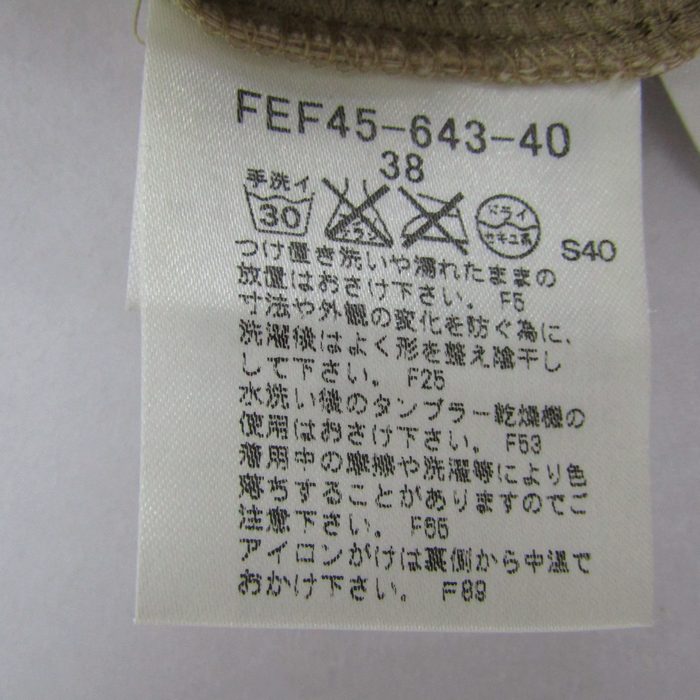 FEF45-643-40
38
手洗イ
30
エンソ
ドライ
セキユ系
S40
つけ置き洗いや濡れたままの
放置はおさけ下さい。 F5
寸法や外観の変化を防ぐ為に、
洗濯後はよく形を整え陰干し
して下さい。 F25
水洗い後のタンブラー乾燥機の
使用はおさけ下さい。 F53
着用中の摩擦や洗濯等により色
落ちすることがありますのでご
注意下さい。 F66
アイロンがけは裏側から中温で
おかけ下さい。 F89